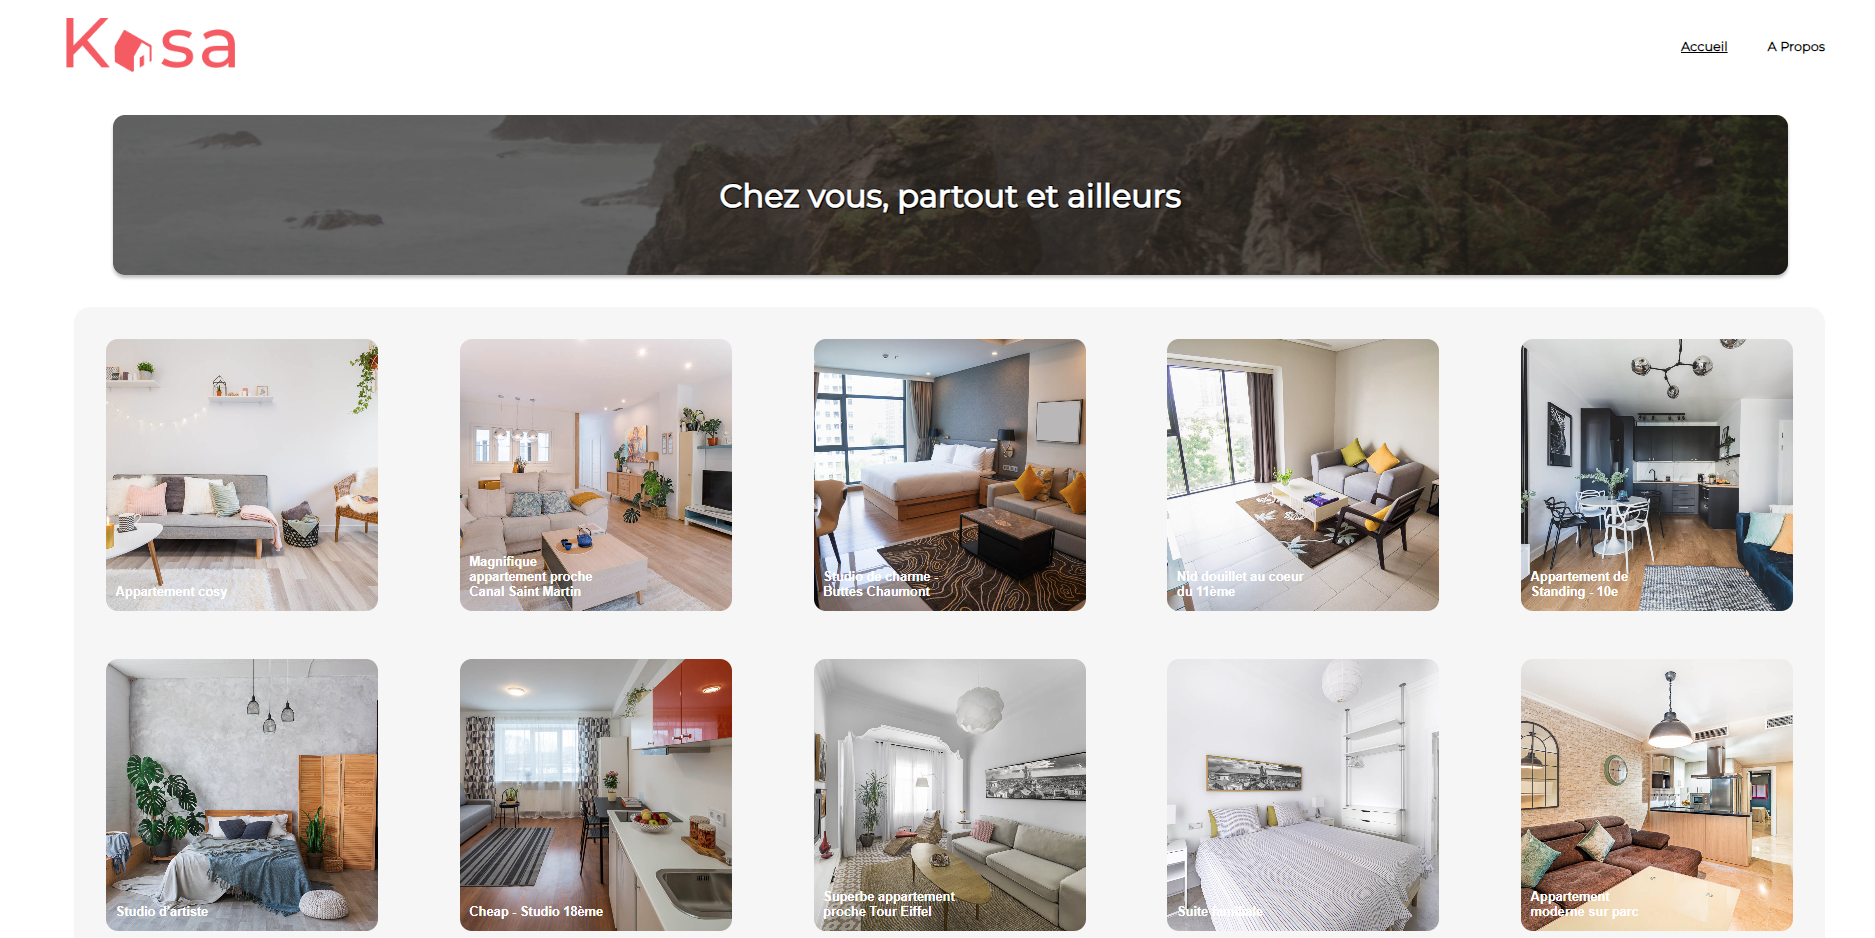 Kasa
Accueil
A Propos
Chez vous, partout et ailleurs
Appartement cosy
Magnifique
appartement proche
Canal Saint Martin
Studio de charme -
Buttes Chaumont
Nid douillet au coeur
du 11ème
Appartement de
Standing - 10e
Studio d'artiste
Cheap - Studio 18ème
Superbe appartement
proche Tour Eiffel
Suite familiale
Appartement
moderne sur parc